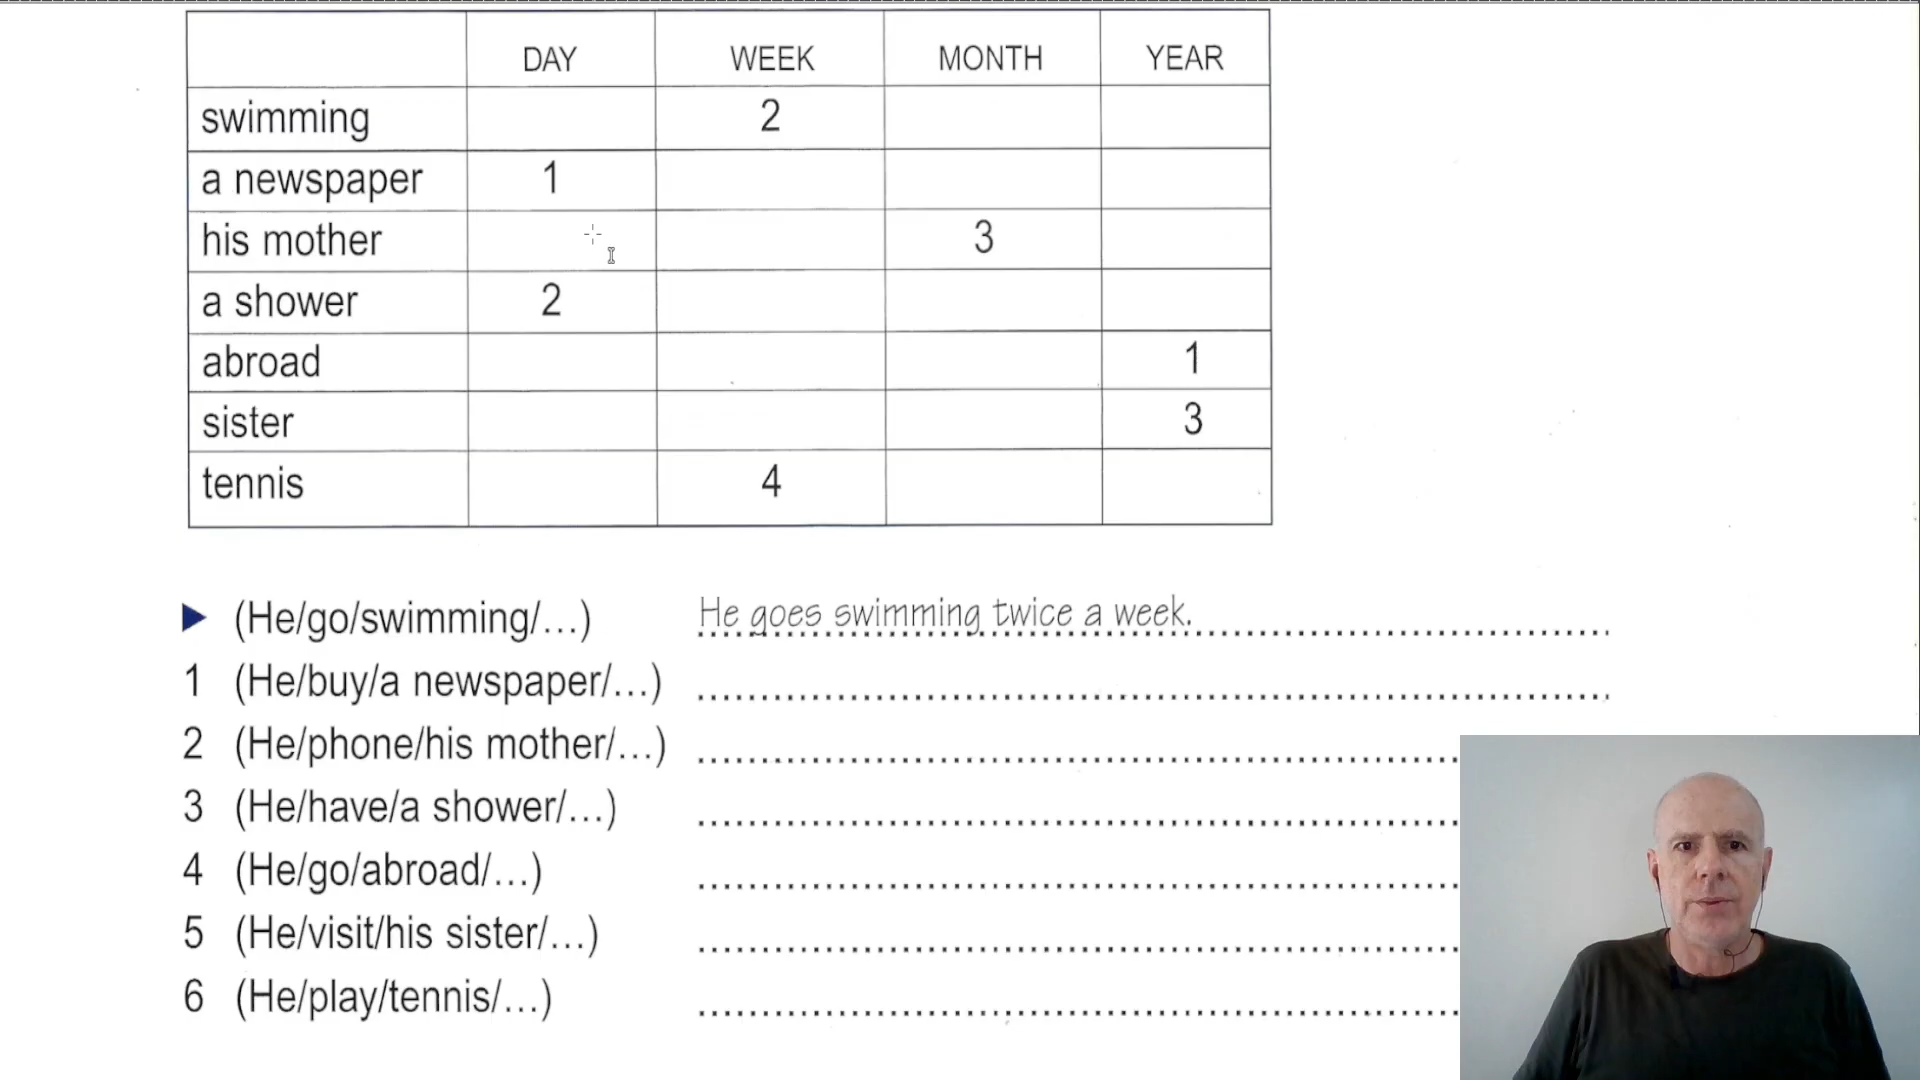 DAY WEEK MONTH YEAR
swimming 2
a newspaper 1
his mother 3
a shower 2
abroad 1
sister 3
tennis 4
► (He/go/swimming/...) He goes swimming twice a week.
1 (He/buy/a newspaper/...)
2 (He/phone/his mother/...)
3 (He/have/a shower/...)
4 (He/go/abroad/...)
5 (He/visit/his sister/...)
6 (He/play/tennis/...)